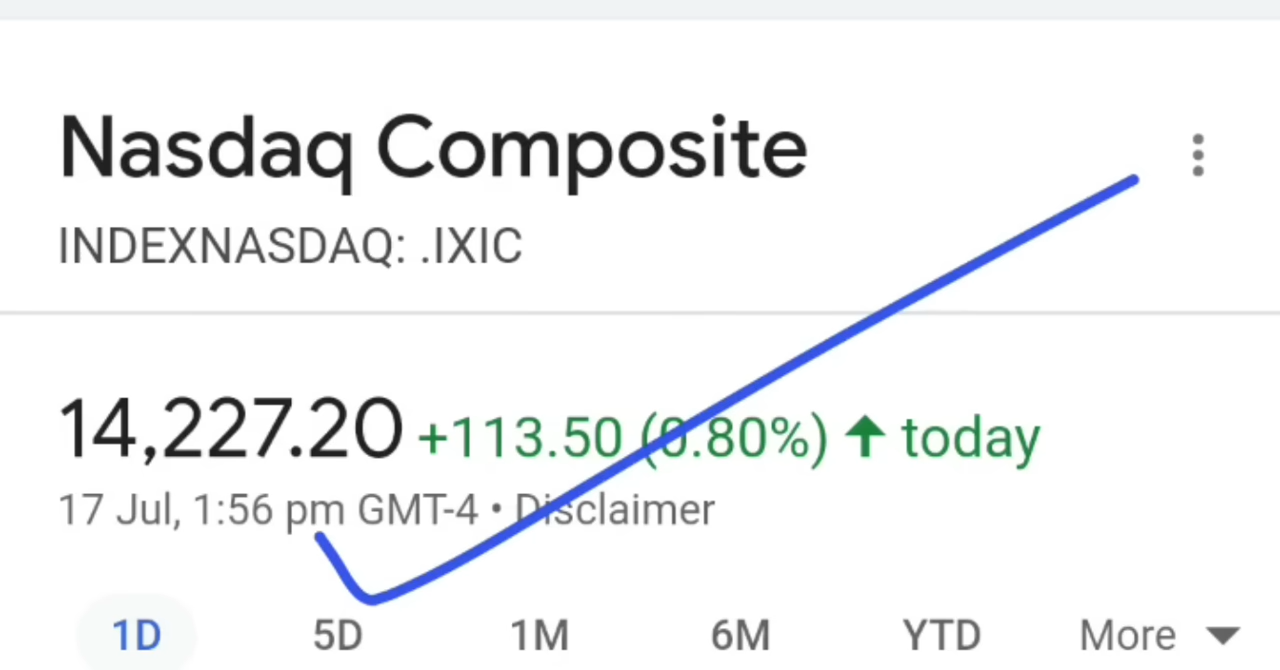 Nasdaq Composite
INDEXNASDAQ: .IXIC
14,227.20 +113.50 (0.80%) ↑ today
17 Jul, 1:56 pm GMT-4 • Disclaimer
1D 5D 1M 6M YTD More